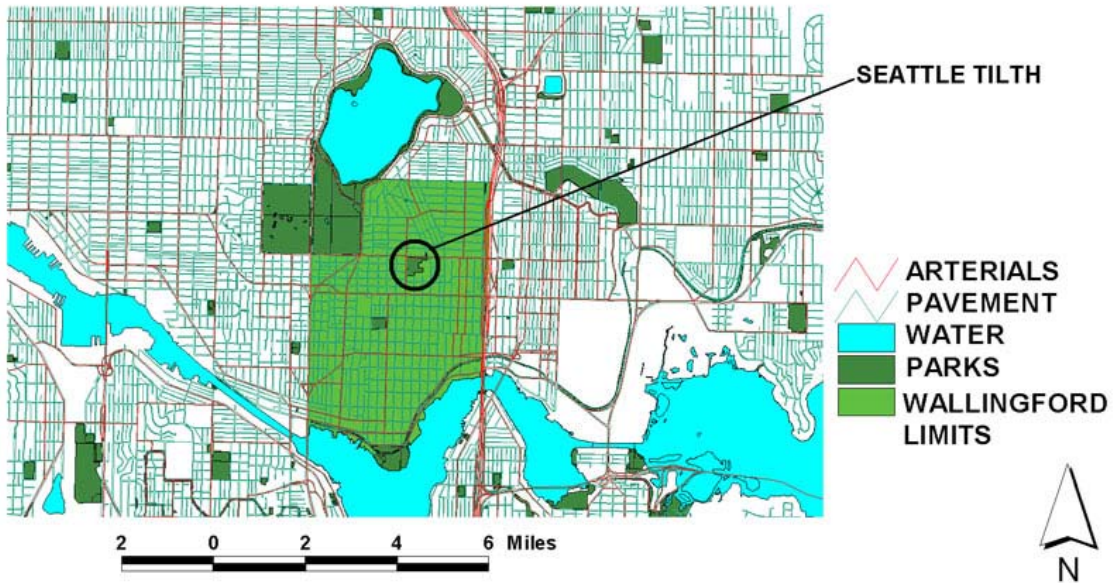 SEATTLE TILTH
ARTERIALS
PAVEMENT
WATER
PARKS
WALLINGFORD
LIMITS
2 0 2 4 6 Miles
N